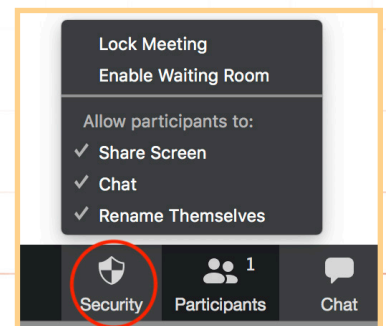 Lock Meeting
Enable Waiting Room
Allow participants to:
✓ Share Screen
✓ Chat
✓ Rename Themselves
1
Security Participants Chat